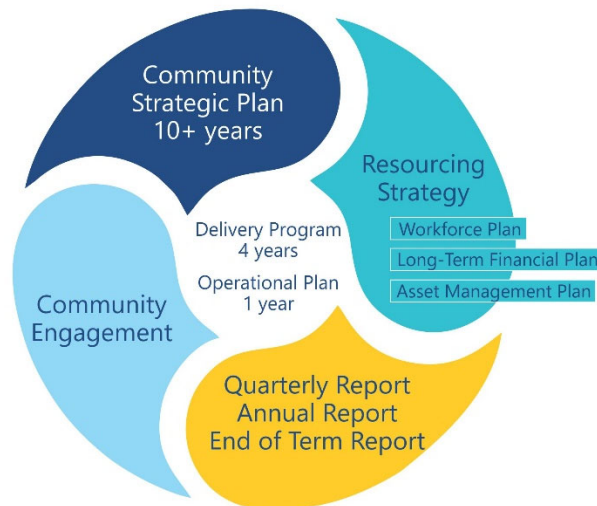 Community
Strategic Plan
10+ years
Resourcing
Strategy
Workforce Plan
Long-Term Financial Plan
Asset Management Plan
Delivery Program
4 years
Operational Plan
1 year
Community
Engagement
Quarterly Report
Annual Report
End of Term Report